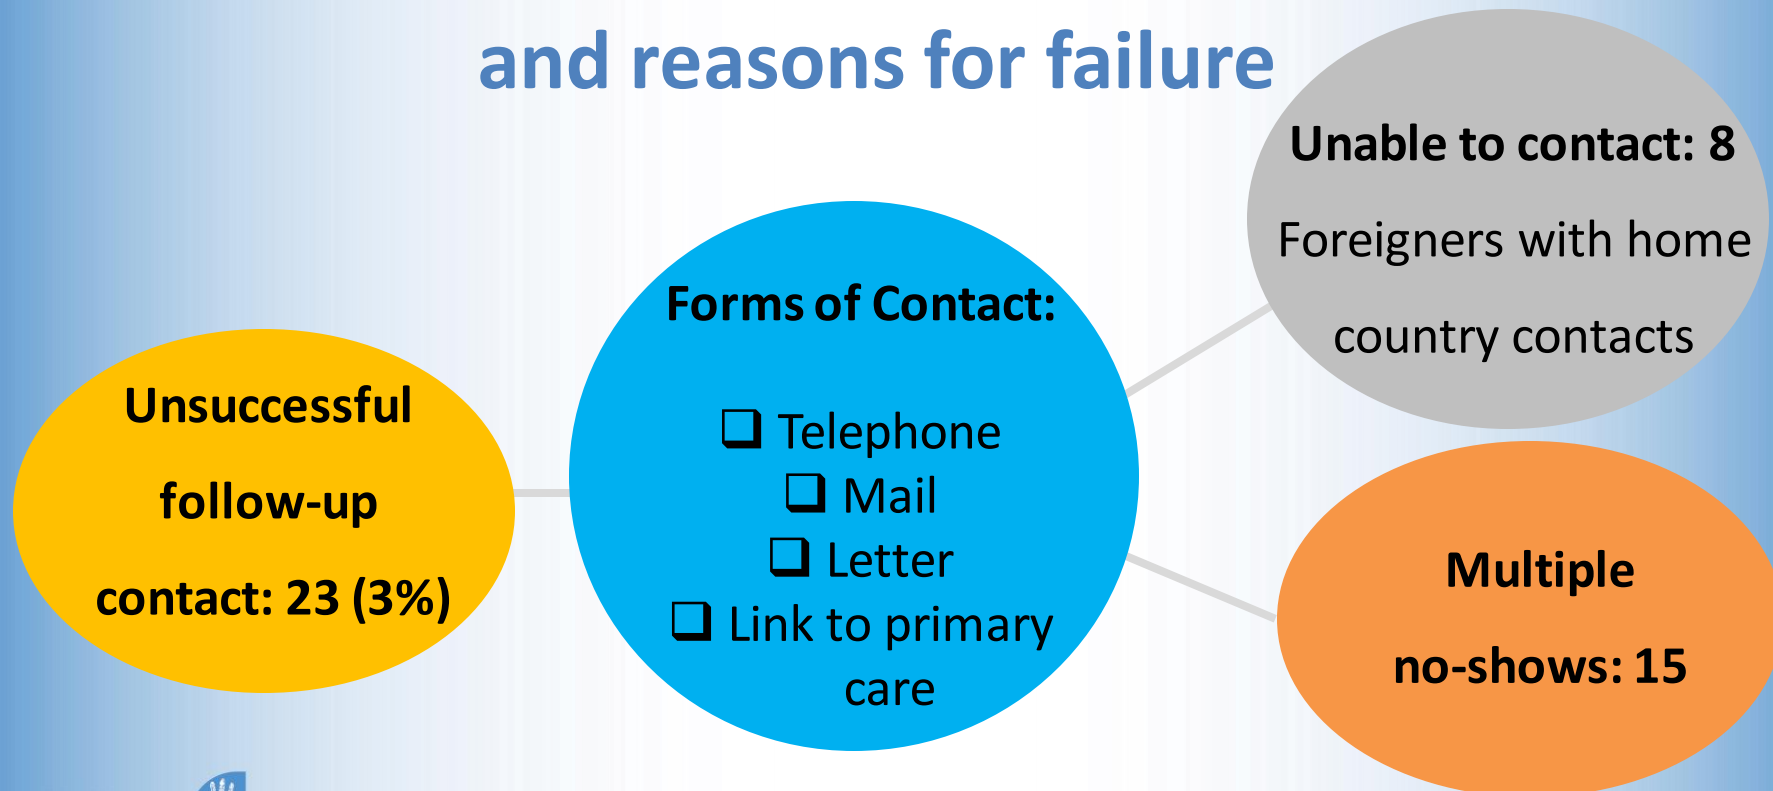 and reasons for failure
Unsuccessful
follow-up
contact: 23 (3%)
Forms of Contact:
❑ Telephone
❑ Mail
❑ Letter
❑ Link to primary
care
Unable to contact: 8
Foreigners with home
country contacts
Multiple
no-shows: 15